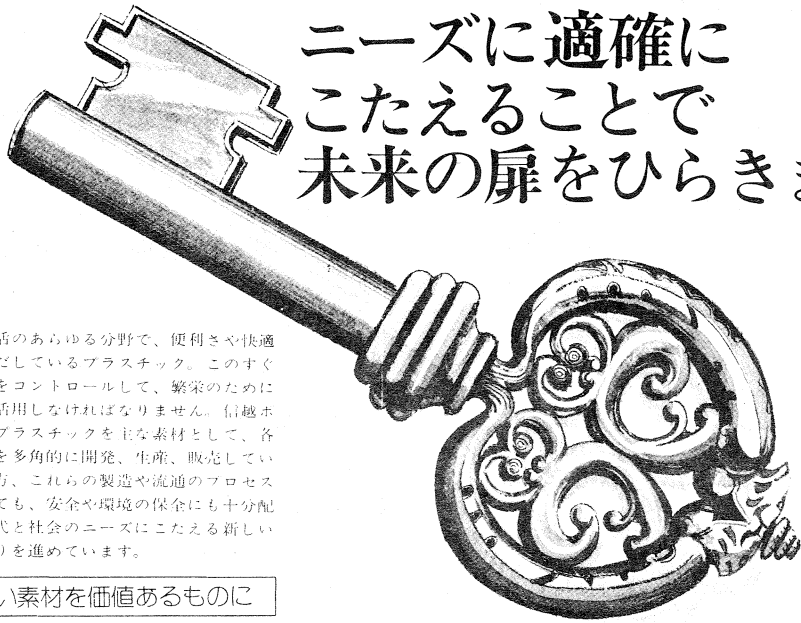 ニーズに適確に
こたえることで
未来の扉をひらきま
活のあらゆる分野で、便利さや快適
だしているプラスチック。このすぐ
をコントロールして、繁栄のために
活用しなければなりません。信越ポ
プラスチックを主な素材として、各
を多角的に開発、生産、販売してい
方、これらの製造や流通のプロセス
ても、安全や環境の保全にも十分配
代と社会のニーズにこたえる新しい
りを進めています。
い素材を価値あるものに